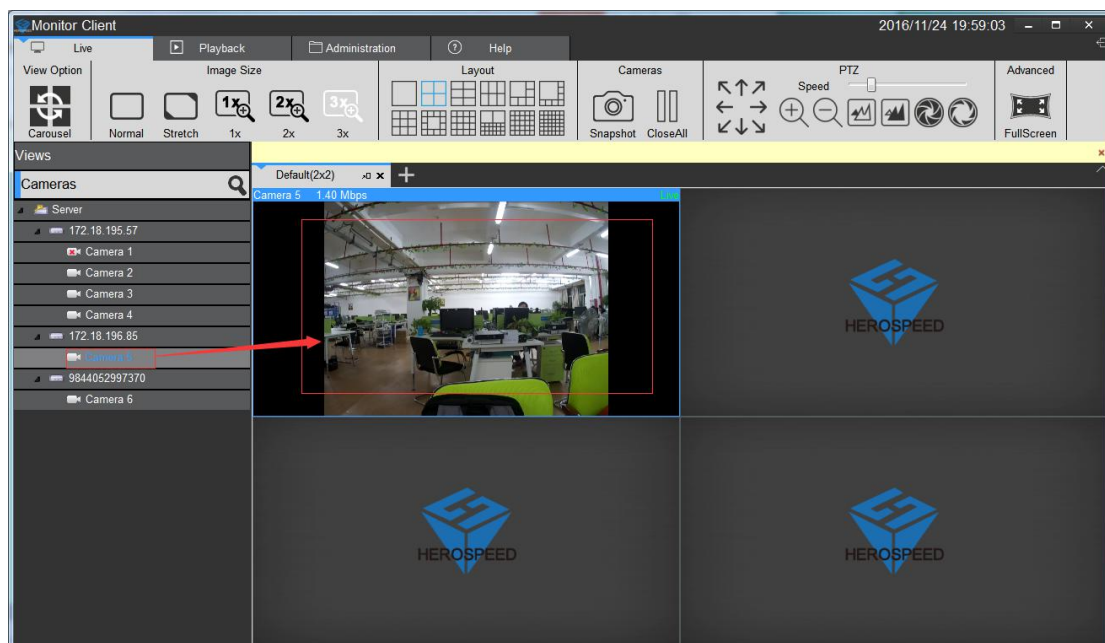 Monitor Client
2016/11/24 19:59:03
Live
Playback
Administration
Help
View Option
Image Size
Layout
Cameras
PTZ
Advanced
Speed
1x
2x
3x
Carousel
Normal
Stretch
1x
2x
3x
Snapshot
CloseAll
FullScreen
Views
Cameras
Default(2x2)
Camera 5 1.40 Mbps
Live
Server
172.18.195.57
Camera 1
Camera 2
Camera 3
Camera 4
172.18.196.85
Camera 5
9844052997370
Camera 6
HEROSPEED
HEROSPEED
HEROSPEED